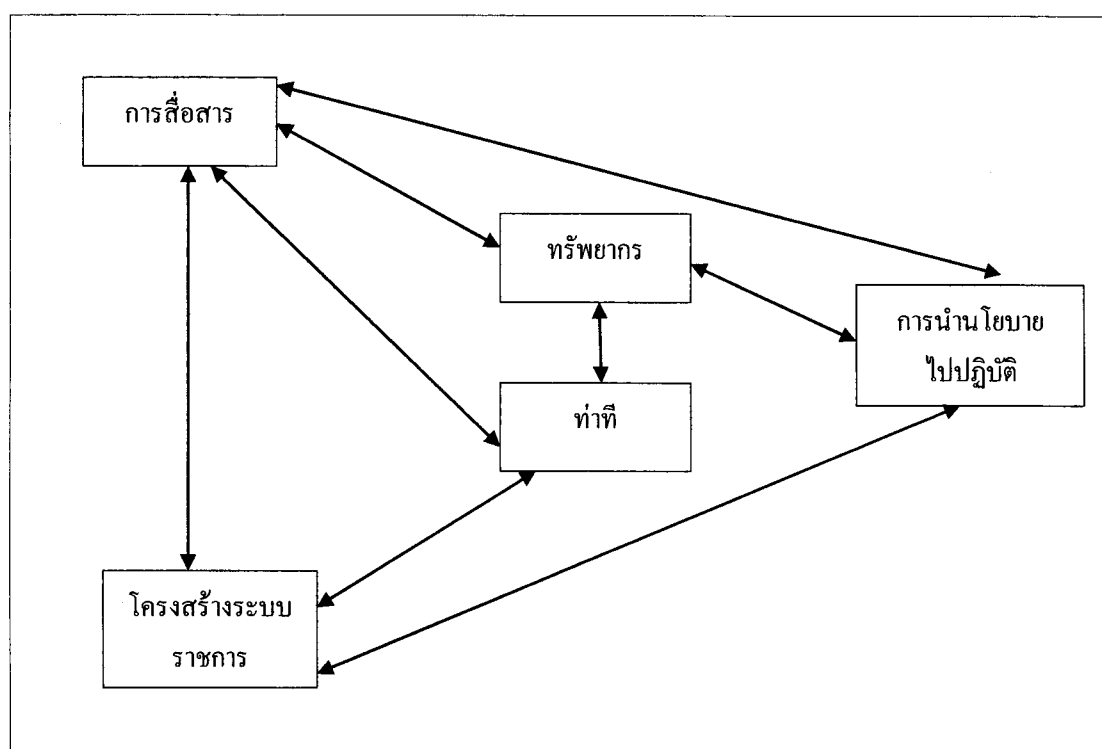 การสื่อสาร
ทรัพยากร
การนำนโยบาย
ไปปฏิบัติ
ท่าที
โครงสร้างระบบ
ราชการ